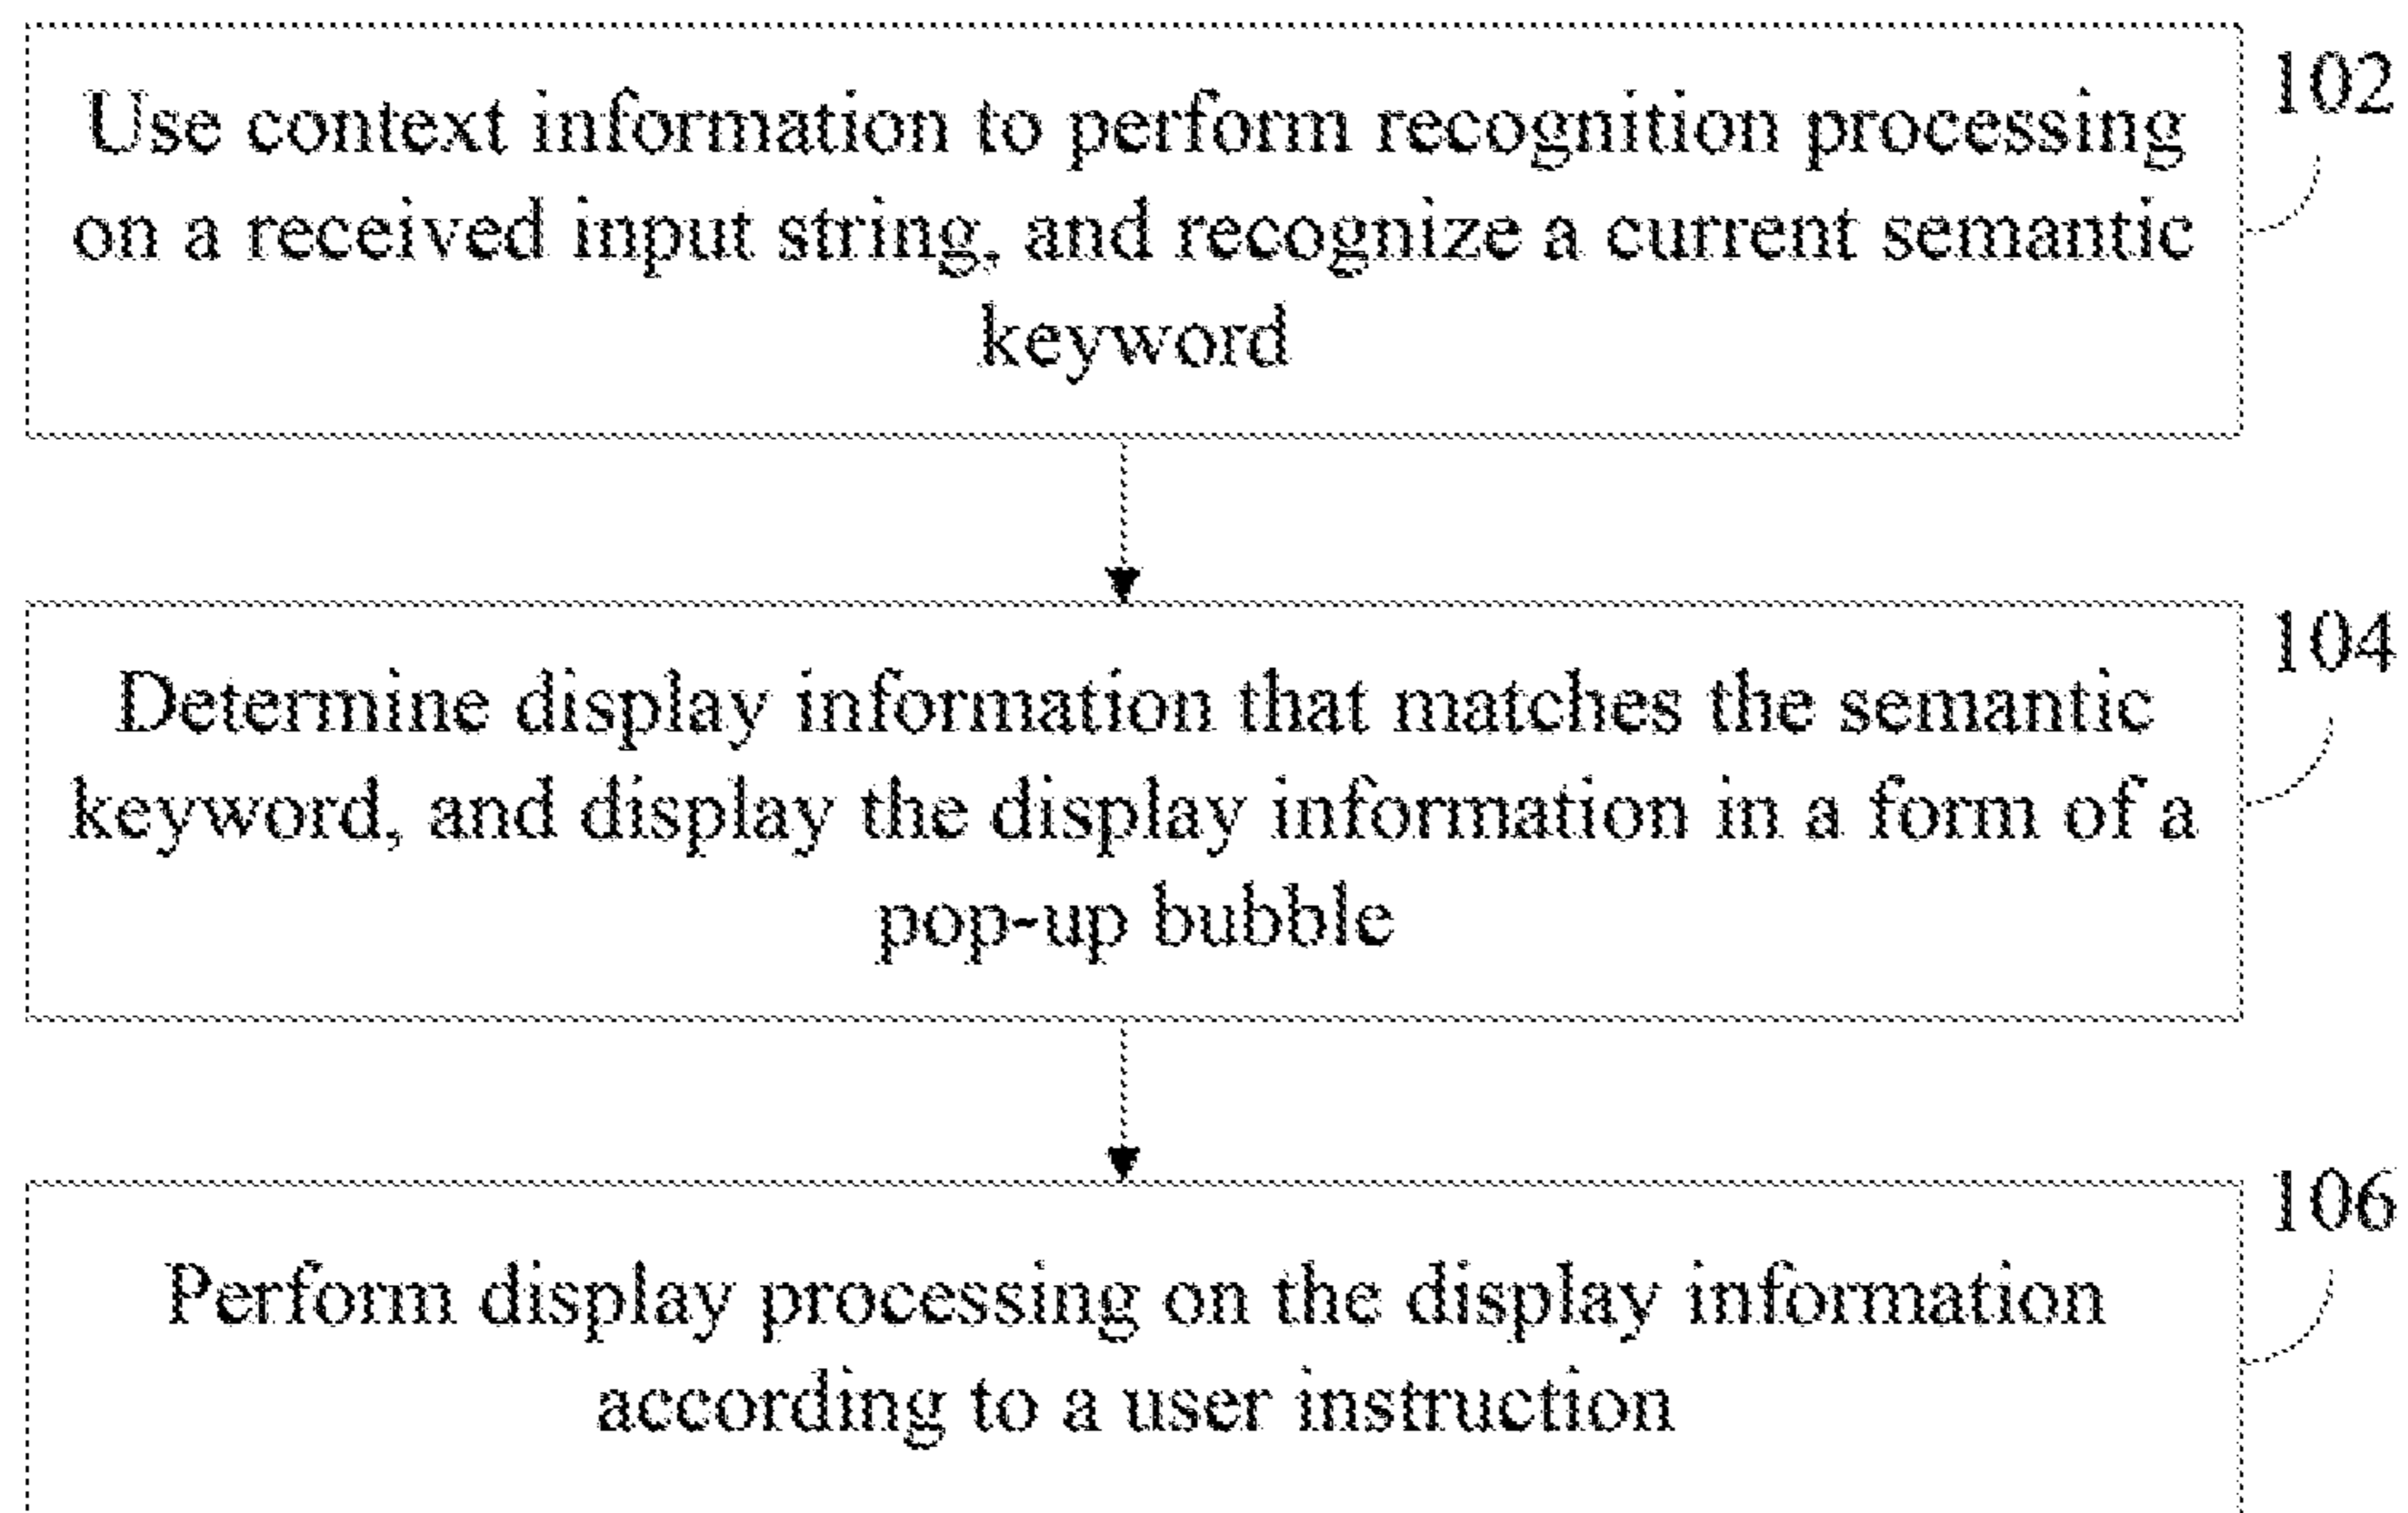 102
Use context information to perform recognition processing
on a received input string, and recognize a current semantic
keyword
104
Determine display information that matches the semantic
keyword, and display the display information in a form of a
pop-up bubble
106
Perform display processing on the display information
according to a user instruction